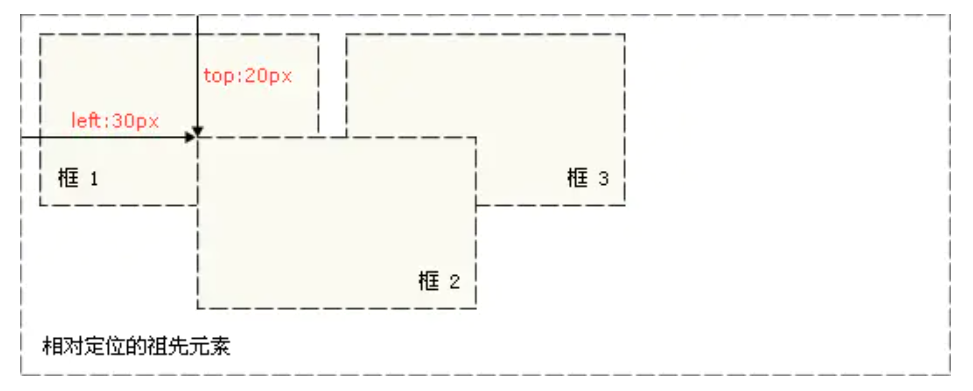 top:20px
left:30px
框 1
框 3
框 2
相对定位的祖先元素